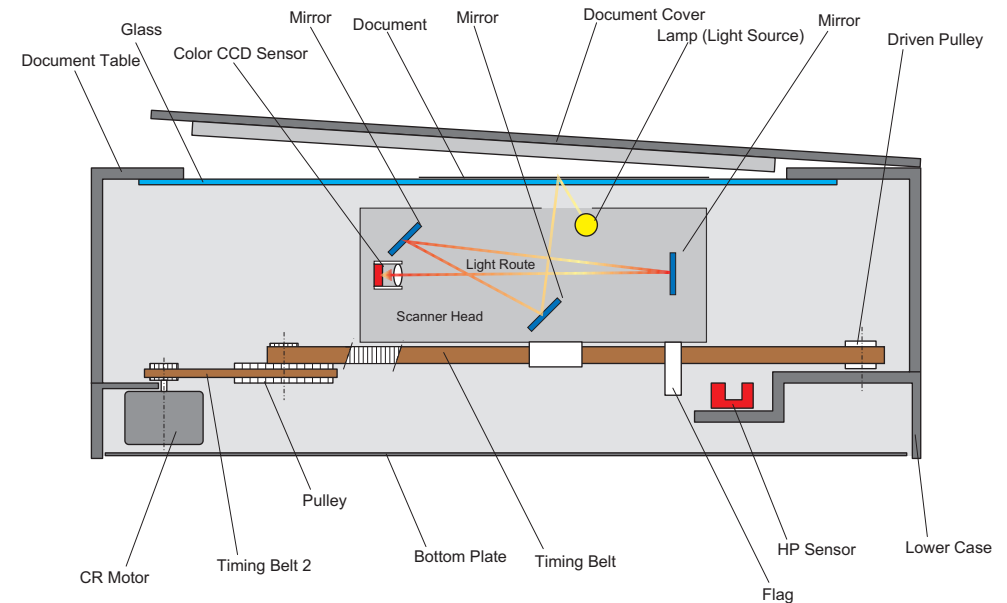 Mirror
Mirror
Document Cover
Mirror
Glass
Document
Lamp (Light Source)
Driven Pulley
Document Table
Color CCD Sensor
Light Route
Scanner Head
Pulley
CR Motor
Timing Belt 2
Bottom Plate
Timing Belt
HP Sensor
Lower Case
Flag